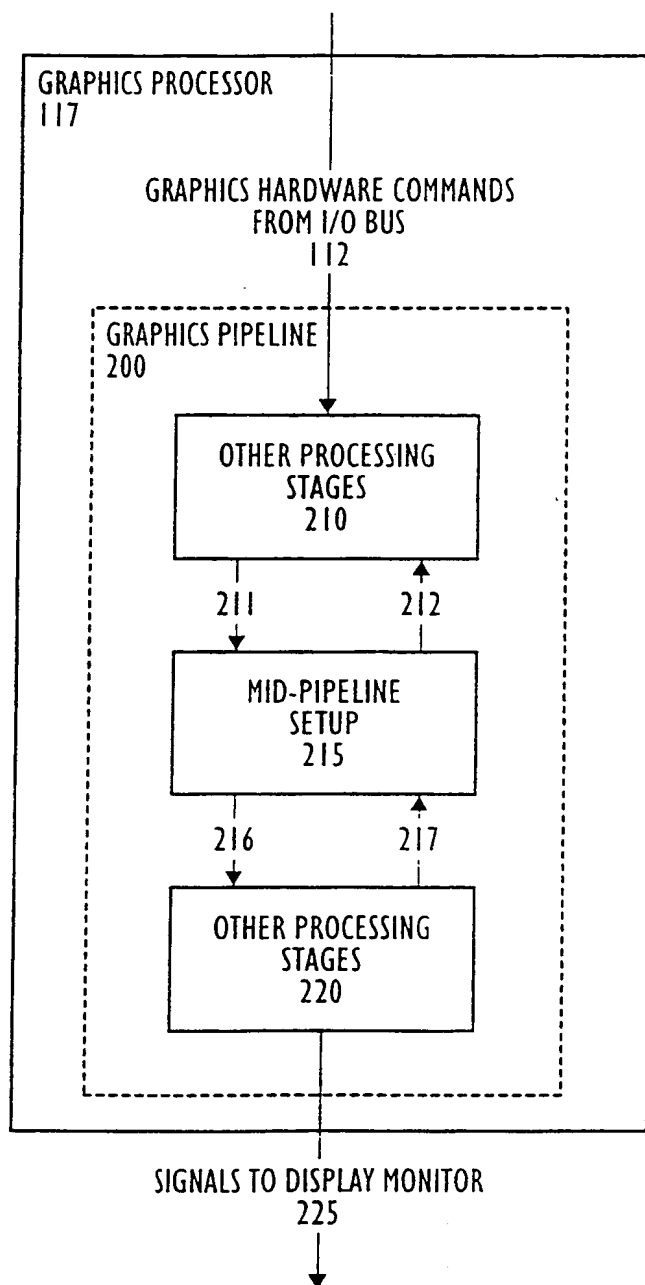 GRAPHICS PROCESSOR
117
GRAPHICS HARDWARE COMMANDS
FROM I/O BUS
112
GRAPHICS PIPELINE
200
OTHER PROCESSING
STAGES
210
211
212
MID-PIPELINE
SETUP
215
216
217
OTHER PROCESSING
STAGES
220
SIGNALS TO DISPLAY MONITOR
225